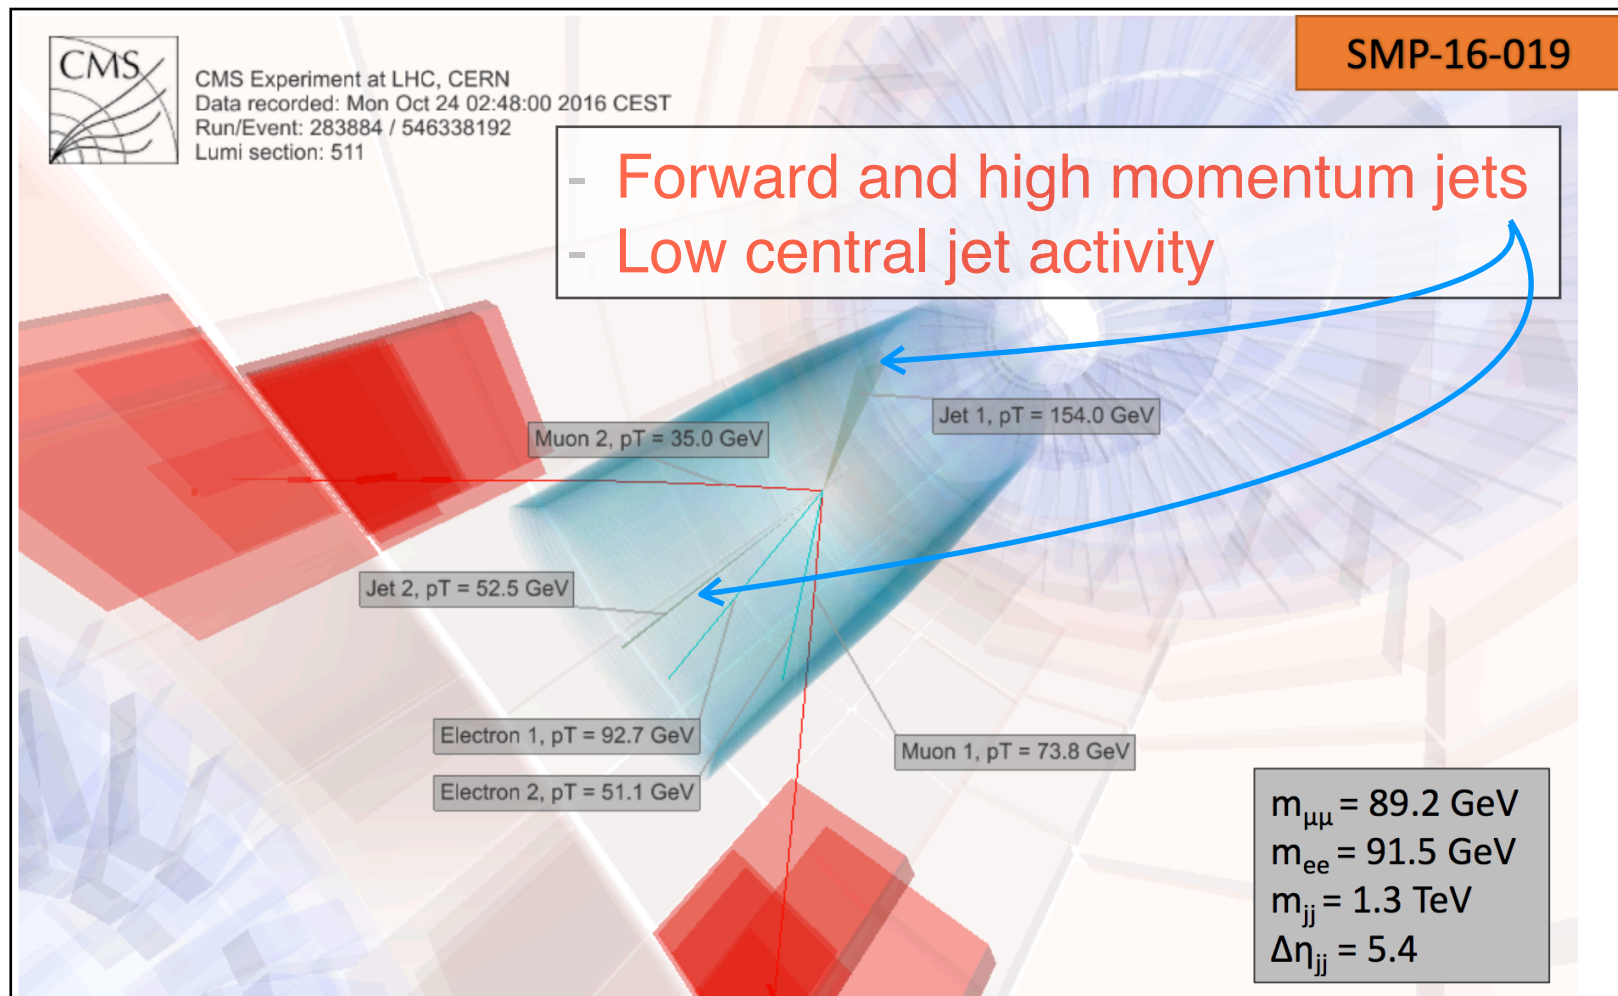 SMP-16-019
CMS
CMS Experiment at LHC, CERN
Data recorded: Mon Oct 24 02:48:00 2016 CEST
Run/Event: 283884 / 546338192
Lumi section: 511
- Forward and high momentum jets
- Low central jet activity
Jet 1, pT = 154.0 GeV
Muon 2, pT = 35.0 GeV
Jet 2, pT = 52.5 GeV
Electron 1, pT = 92.7 GeV
Muon 1, pT = 73.8 GeV
Electron 2, pT = 51.1 GeV
mμμ = 89.2 GeV
mee = 91.5 GeV
mjj = 1.3 TeV
Δηjj = 5.4